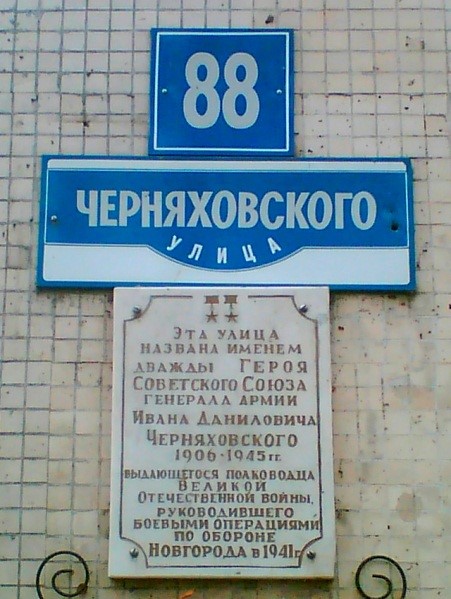 88
ЧЕРНЯХОВСКОГО
УЛИЦА
ЭТА УЛИЦА
НАЗВАНА ИМЕНЕМ
ДВАЖДЫ ГЕРОЯ
СОВЕТСКОГО СОЮЗА
ГЕНЕРАЛА АРМИИ
ИВАНА ДАНИЛОВИЧА
ЧЕРНЯХОВСКОГО
1906-1945 гг.
ВЫДАЮЩЕГОСЯ ПОЛКОВОДЦА
ВЕЛИКОЙ
ОТЕЧЕСТВЕННОЙ ВОЙНЫ,
РУКОВОДИВШЕГО
БОЕВЫМИ ОПЕРАЦИЯМИ
ПО ОБОРОНЕ
НОВГОРОДА в 1941 г.